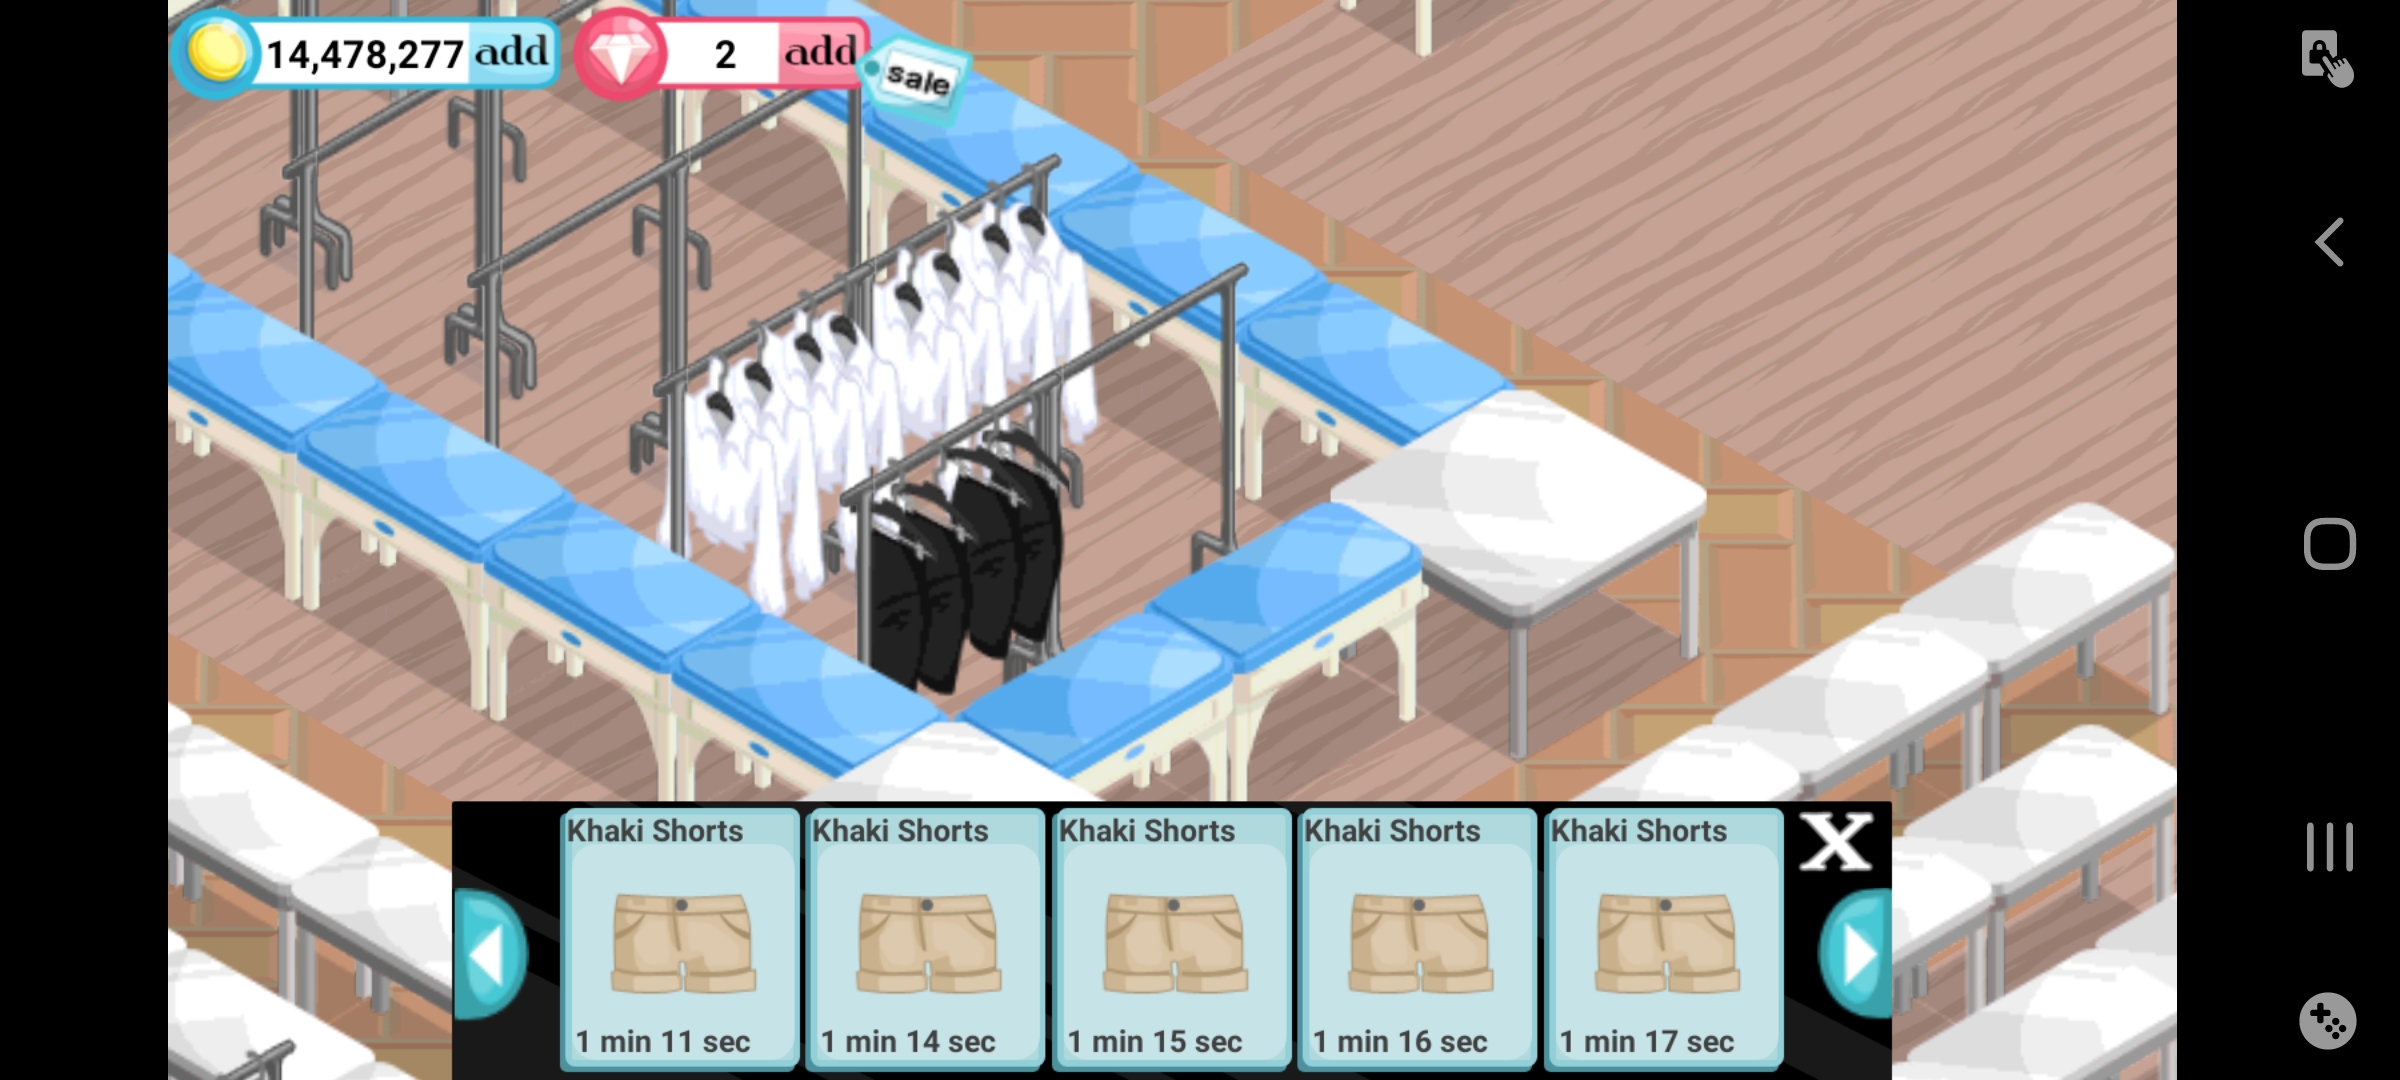 14,478,277 add
2 add
sale
Khaki Shorts
1 min 11 sec
Khaki Shorts
1 min 14 sec
Khaki Shorts
1 min 15 sec
Khaki Shorts
1 min 16 sec
Khaki Shorts
1 min 17 sec
X